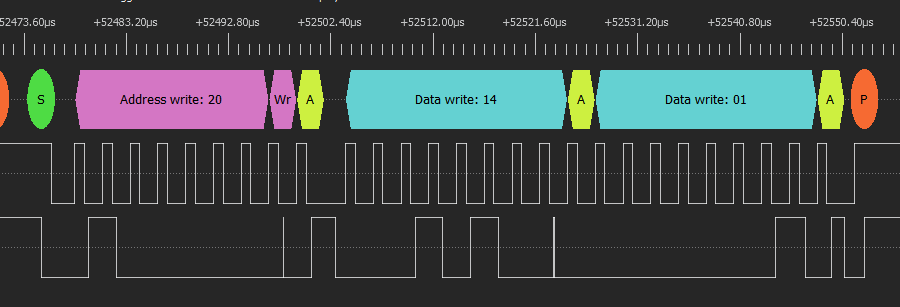 52473.60µs +52483.20µs +52492.80µs +52502.40µs +52512.00µs +52521.60µs +52531.20µs +52540.80µs +52550.40µs
S Address write: 20 Wr A Data write: 14 A Data write: 01 A P